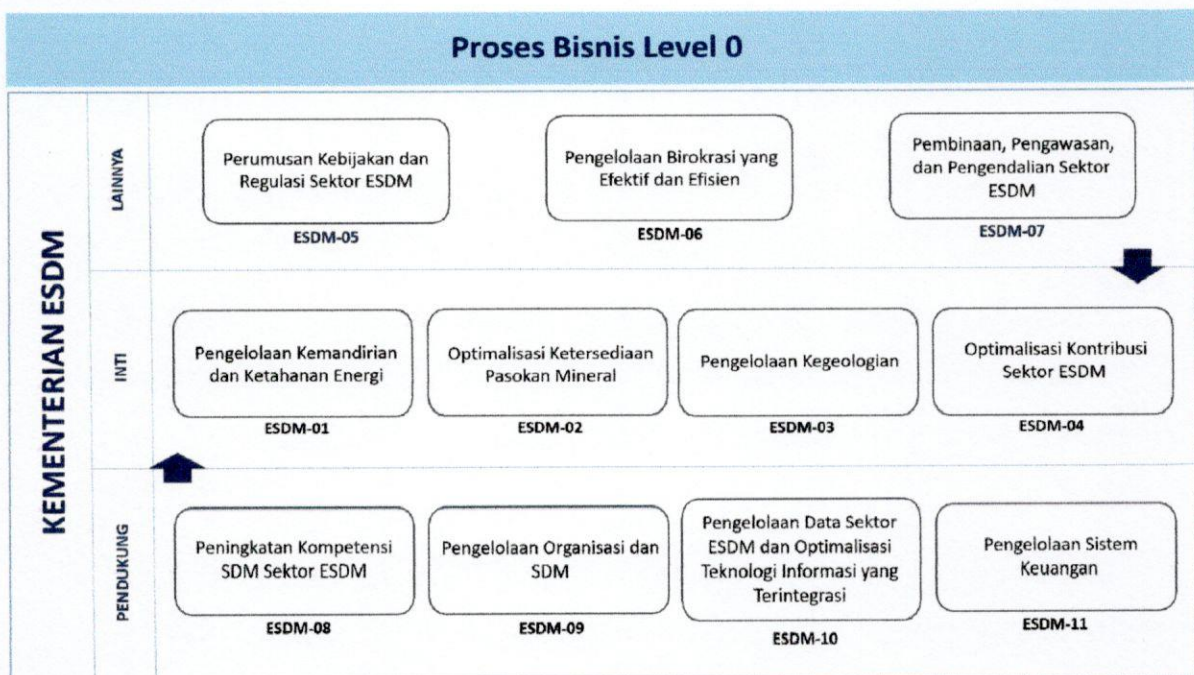 Proses Bisnis Level 0
KEMENTERIAN ESDM
LAINNYA
Perumusan Kebijakan dan
Regulasi Sektor ESDM
ESDM-05
Pengelolaan Birokrasi yang
Efektif dan Efisien
ESDM-06
Pembinaan, Pengawasan,
dan Pengendalian Sektor
ESDM
ESDM-07
INTI
Pengelolaan Kemandirian
dan Ketahanan Energi
ESDM-01
Optimalisasi Ketersediaan
Pasokan Mineral
ESDM-02
Pengelolaan Kegeologian
ESDM-03
Optimalisasi Kontribusi
Sektor ESDM
ESDM-04
PENDUKUNG
Peningkatan Kompetensi
SDM Sektor ESDM
ESDM-08
Pengelolaan Organisasi dan
SDM
ESDM-09
Pengelolaan Data Sektor
ESDM dan Optimalisasi
Teknologi Informasi yang
Terintegrasi
ESDM-10
Pengelolaan Sistem
Keuangan
ESDM-11